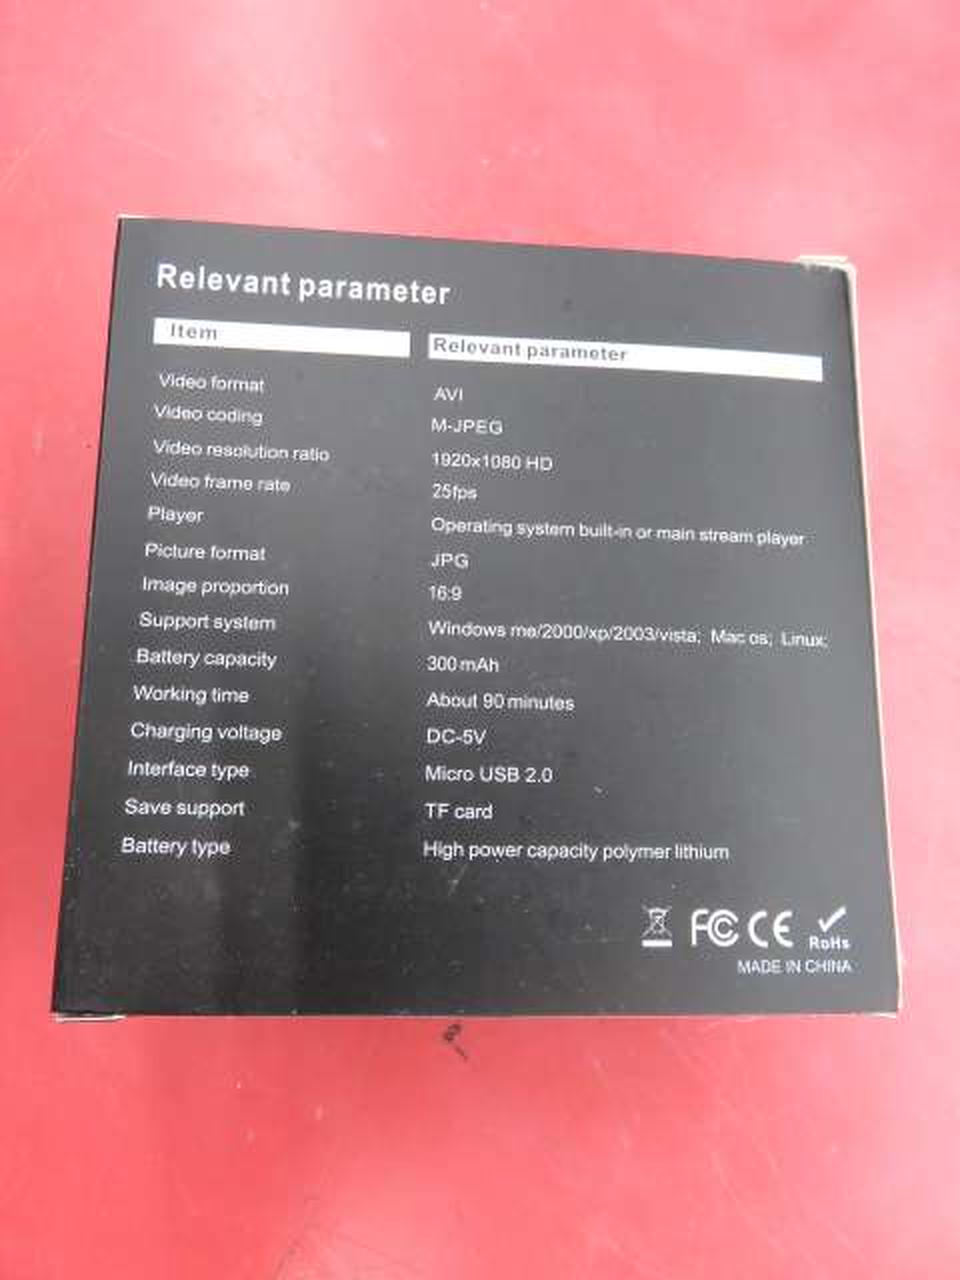 Relevant parameter
Item Relevant parameter
Video format AVI
Video coding M-JPEG
Video resolution ratio 1920x1080 HD
Video frame rate 25fps
Player Operating system built-in or main stream player
Picture format JPG
Image proportion 16:9
Support system Windows me/2000/xp/2003/vista; Mac os; Linux;
Battery capacity 300 mAh
Working time About 90 minutes
Charging voltage DC-5V
Interface type Micro USB 2.0
Save support TF card
Battery type High power capacity polymer lithium
FC CE RoHs
MADE IN CHINA